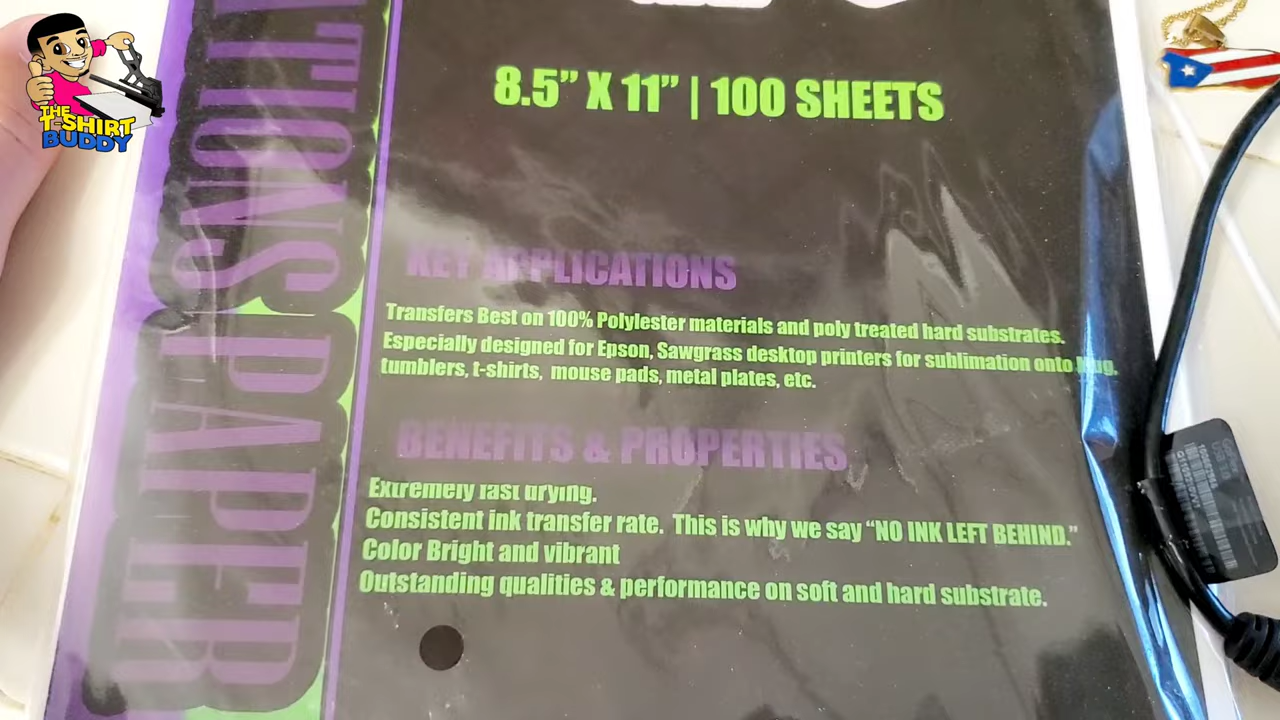 THE
T-SHIRT
BUDDY
8.5” X 11” | 100 SHEETS
KEY APPLICATIONS
Transfers Best on 100% Polylester materials and poly treated hard substrates.
Especially designed for Epson, Sawgrass desktop printers for sublimation onto Mug,
tumblers, t-shirts, mouse pads, metal plates, etc.
BENEFITS & PROPERTIES
Extremely fast drying.
Consistent ink transfer rate. This is why we say “NO INK LEFT BEHIND.”
Color Bright and vibrant
Outstanding qualities & performance on soft and hard substrate.
PAPER